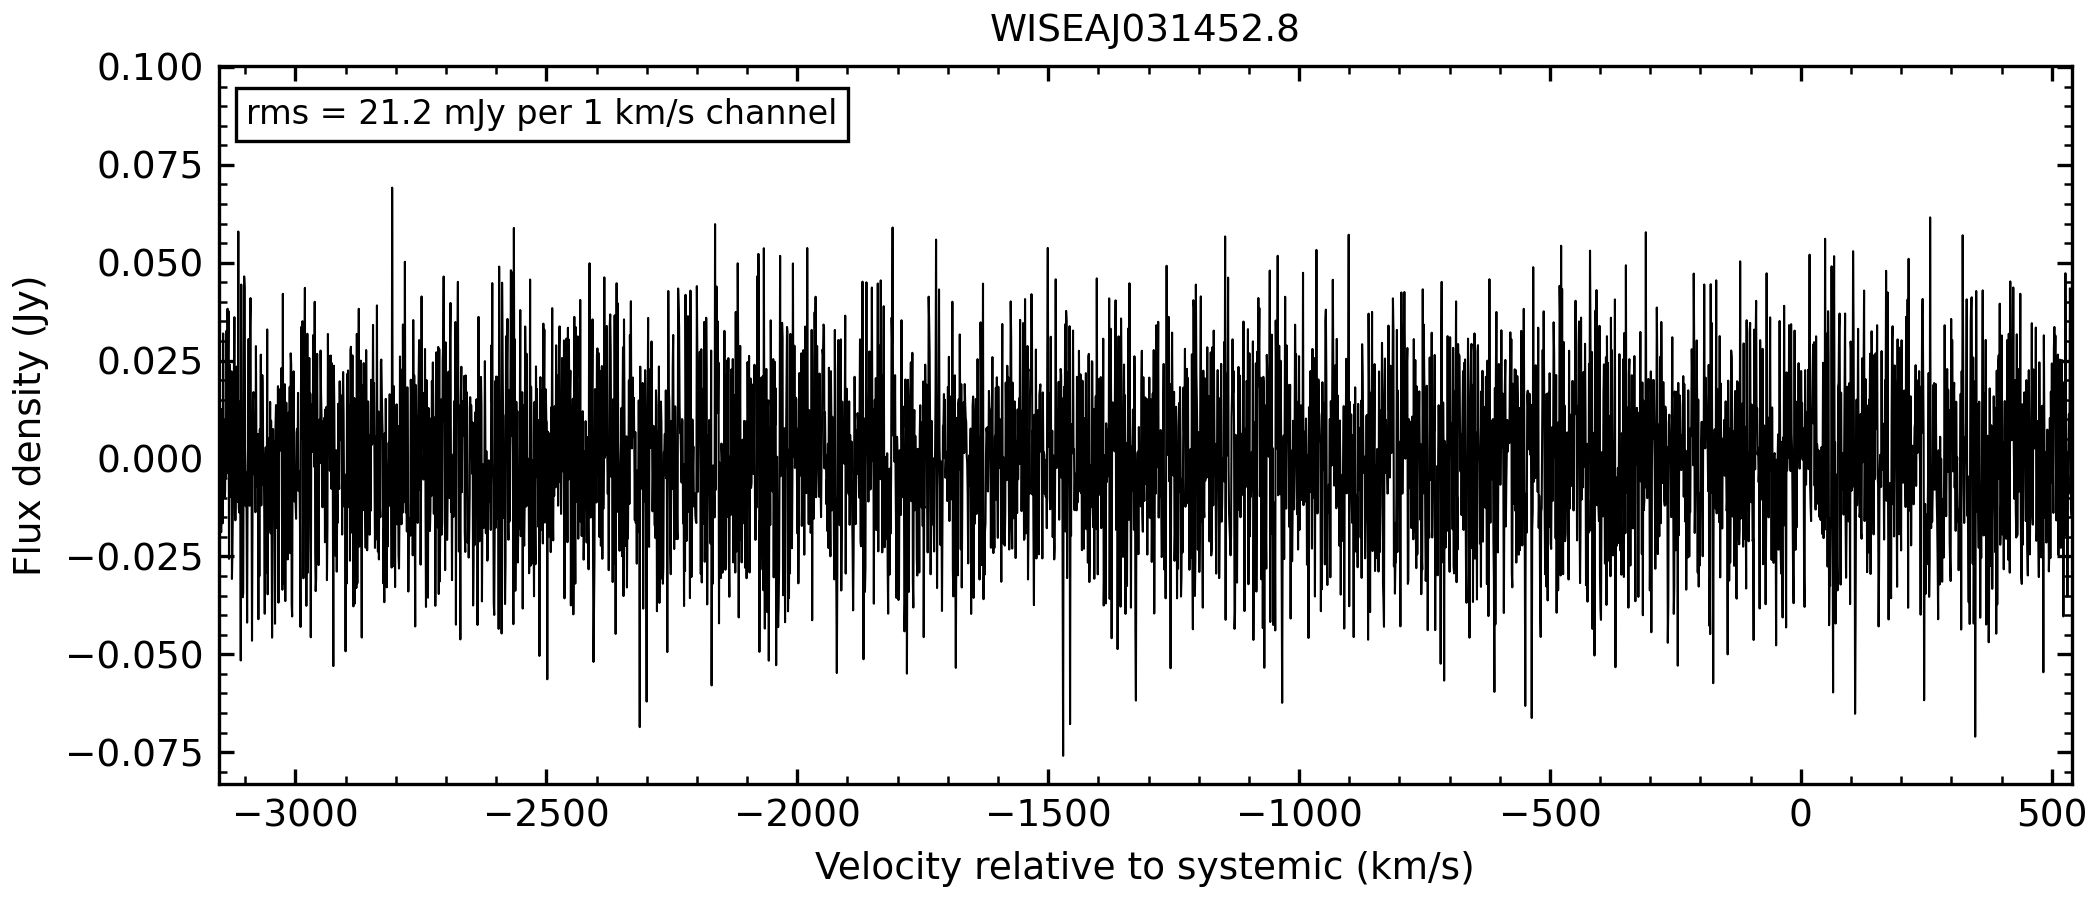 WISEAJ031452.8
rms = 21.2 mJy per 1 km/s channel
0.100
0.075
0.050
0.025
0.000
−0.025
−0.050
−0.075
Flux density (Jy)
−3000 −2500 −2000 −1500 −1000 −500 0 500
Velocity relative to systemic (km/s)